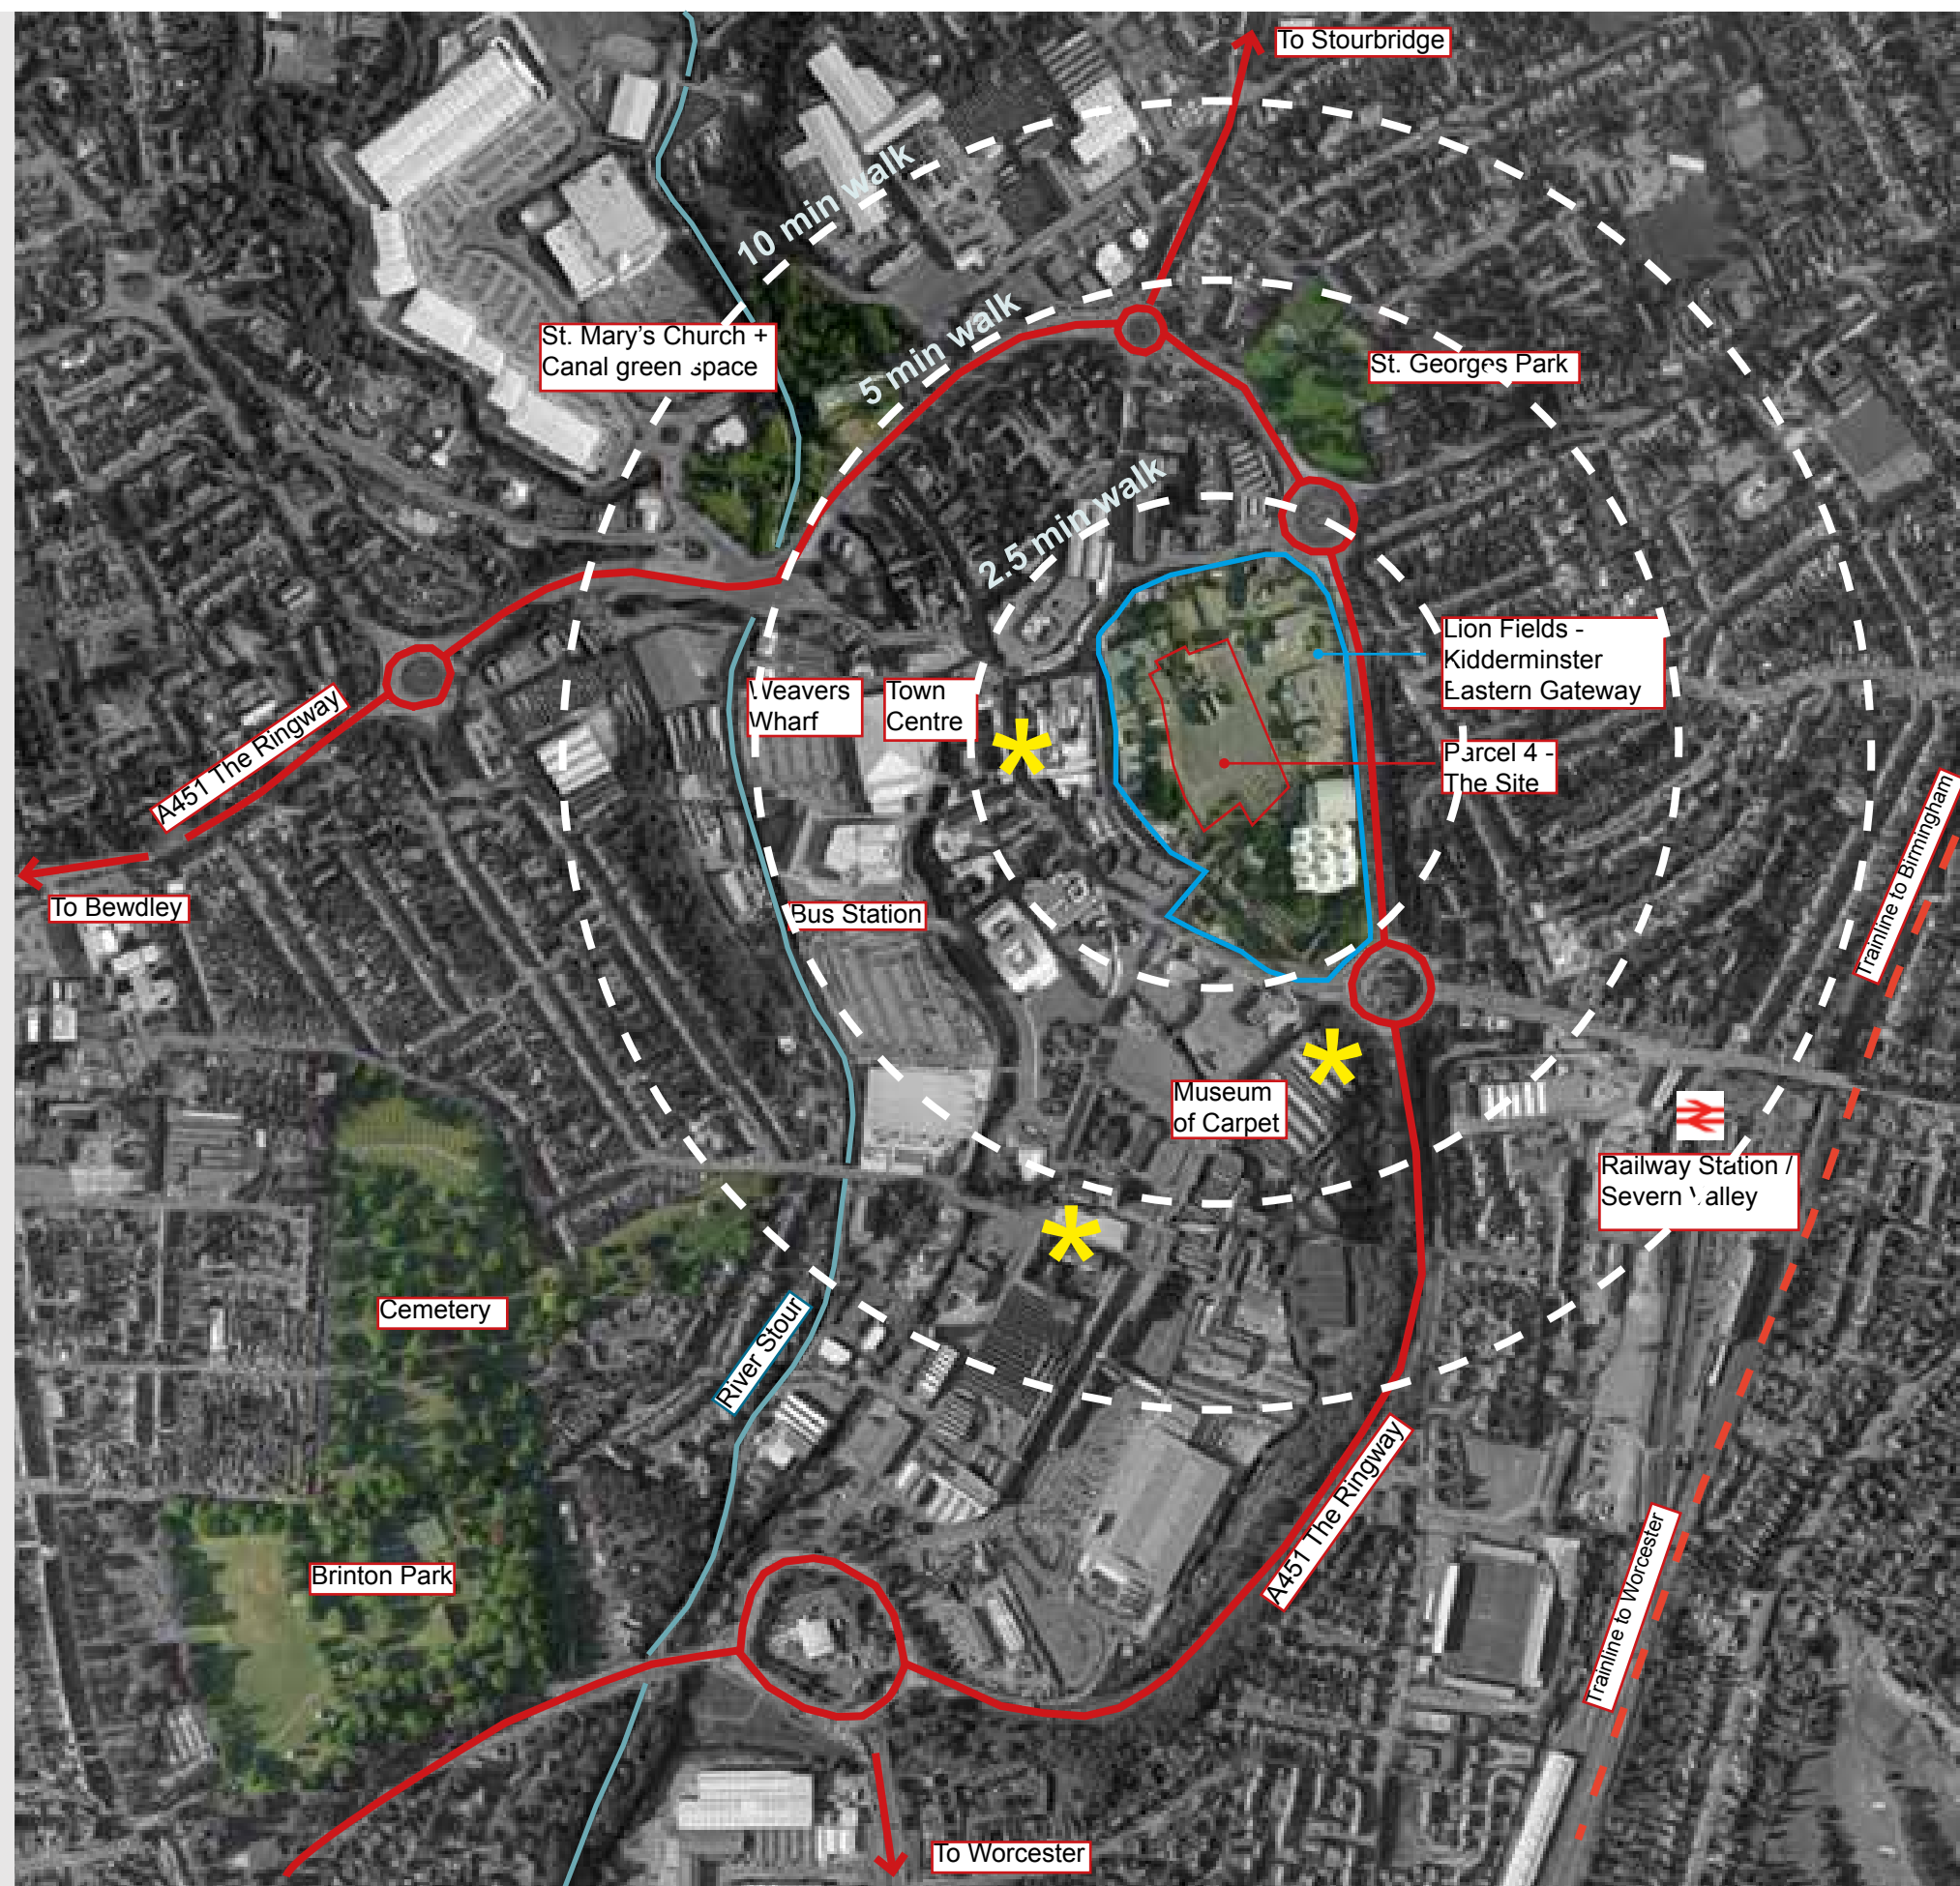 To Stourbridge
10 min walk
St. Mary's Church +
Canal green space
5 min walk
St. Georges Park
2.5 min walk
Lion Fields -
Kidderminster
Eastern Gateway
Weavers
Wharf
Town
Centre
A451 The Ringway
Parcel 4 -
The Site
Trainline to Birmingham
To Bewdley
Bus Station
Museum
of Carpet
Railway Station /
Severn Valley
Cemetery
River Stour
A451 The Ringway
Trainline to Worcester
Brinton Park
To Worcester